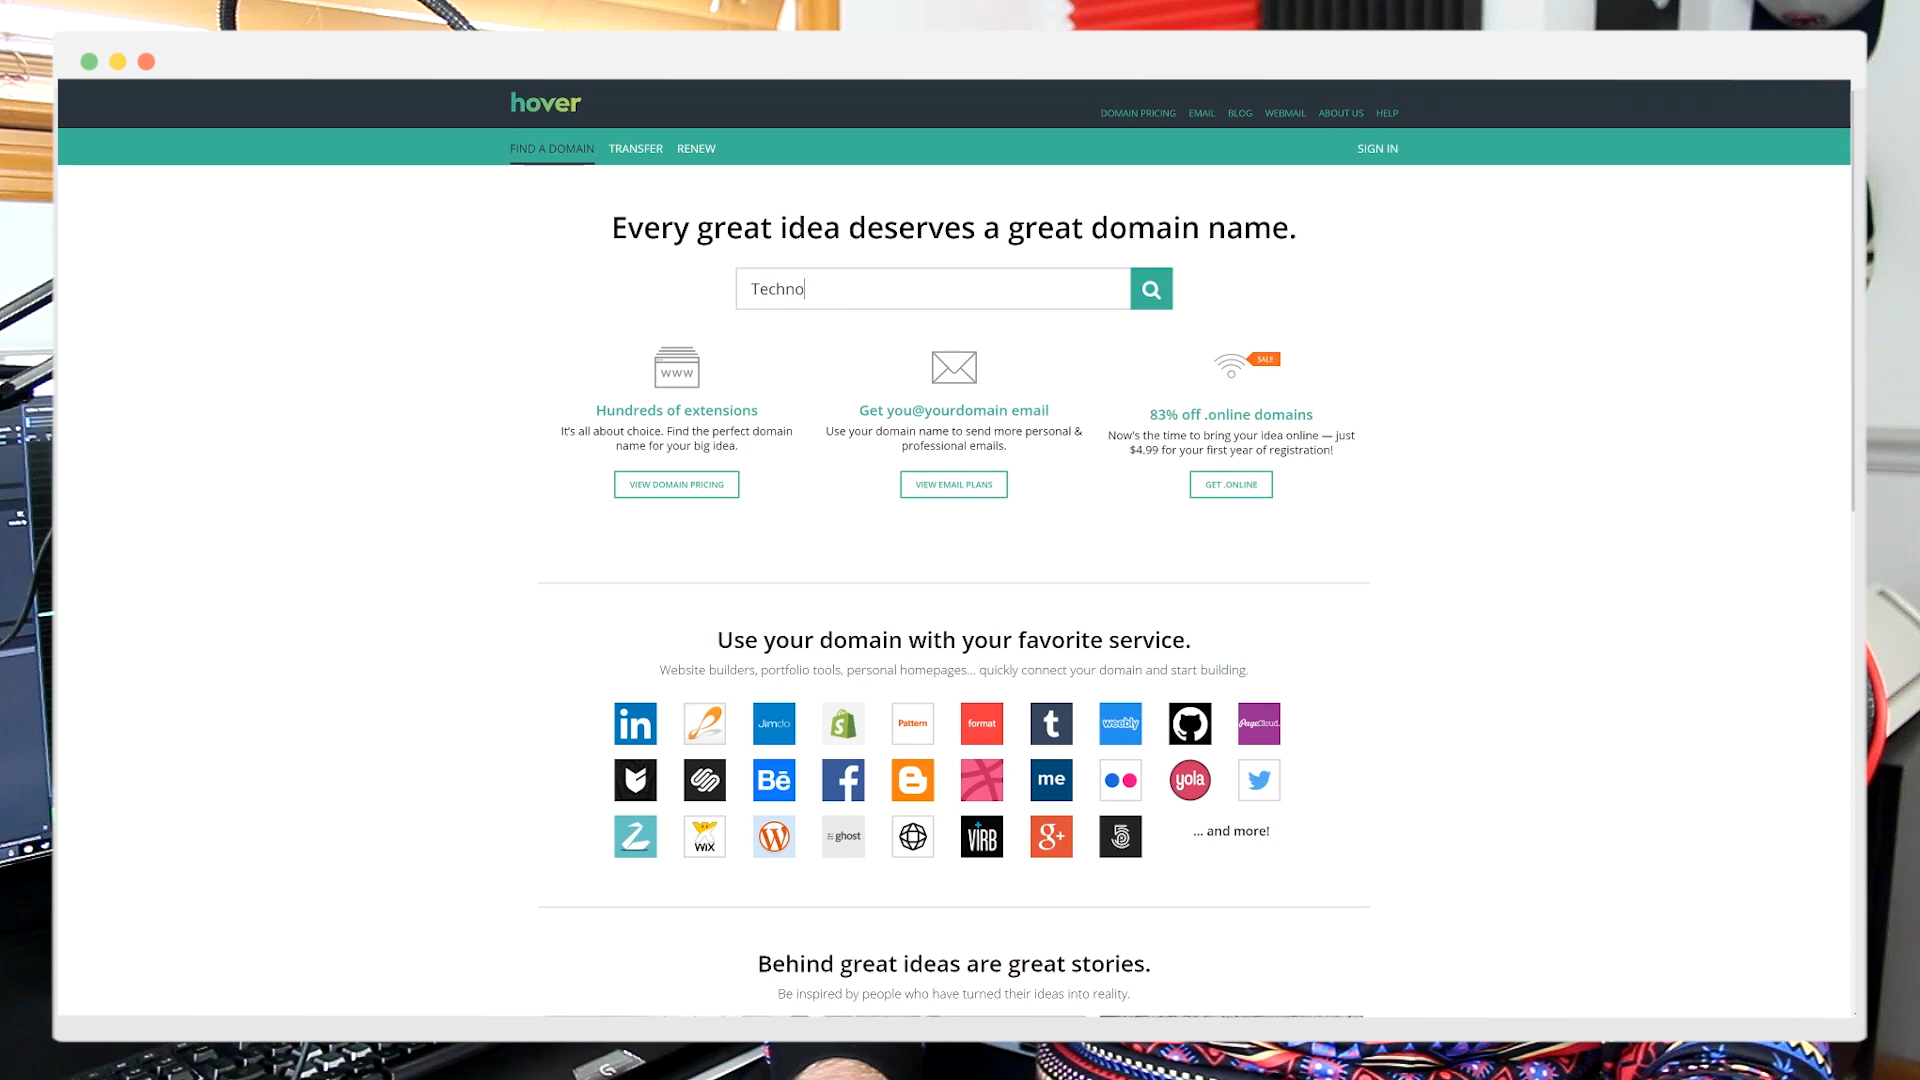 hover
DOMAIN PRICING EMAIL BLOG WEBMAIL ABOUT US HELP
FIND A DOMAIN TRANSFER RENEW SIGN IN
Every great idea deserves a great domain name.
Techno
www
SALE
Hundreds of extensions
It's all about choice. Find the perfect domain
name for your big idea.
VIEW DOMAIN PRICING
Get you@yourdomain email
Use your domain name to send more personal &
professional emails.
VIEW EMAIL PLANS
83% off .online domains
Now's the time to bring your idea online — just
$4.99 for your first year of registration!
GET .ONLINE
Use your domain with your favorite service.
Website builders, portfolio tools, personal homepages... quickly connect your domain and start building.
in Jimdo S Pattern format t weebly PageCloud
Bē f B me yola
Z WiX W ghost VIRB g+ 5
... and more!
Behind great ideas are great stories.
Be inspired by people who have turned their ideas into reality.